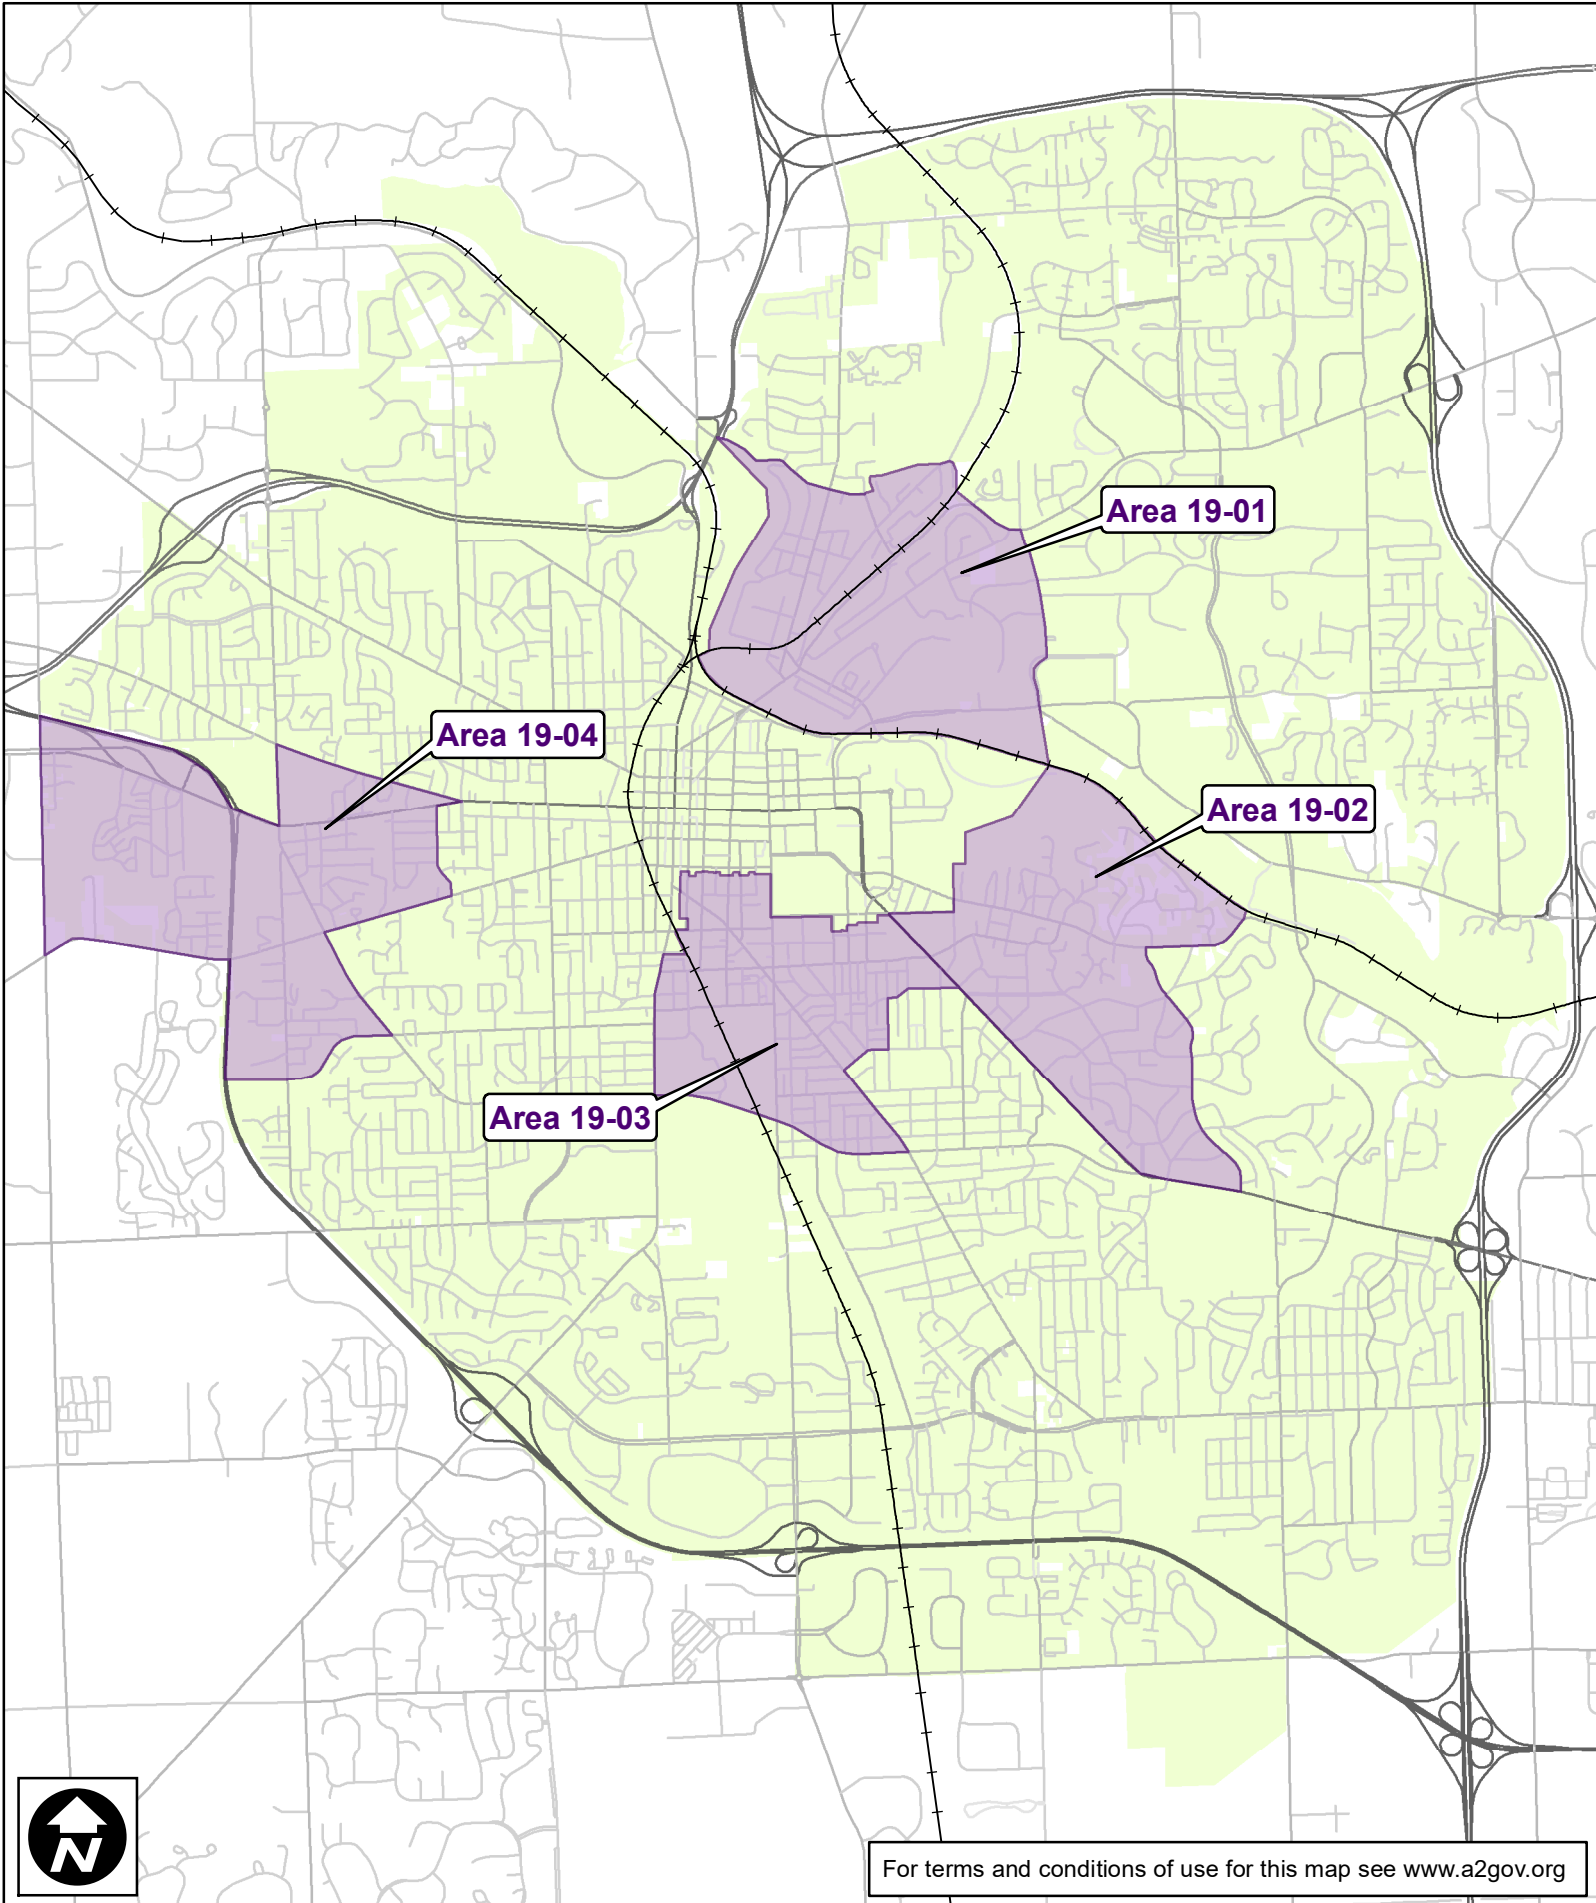 Area 19-01
Area 19-04
Area 19-02
Area 19-03
N
For terms and conditions of use for this map see www.a2gov.org